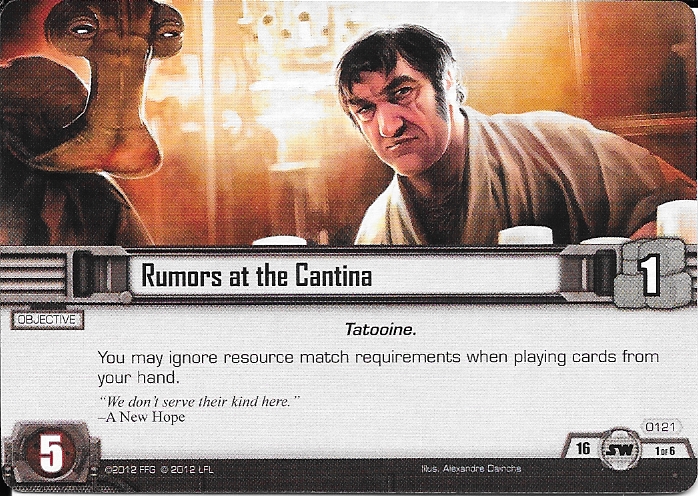 Rumors at the Cantina
1
OBJECTIVE
Tatooine.
You may ignore resource match requirements when playing cards from
your hand.
"We don't serve their kind here."
–A New Hope
5
©2012 FFG © 2012 LFL
Illus. Alexandre Dainche
0121
16
SW
1 of 6